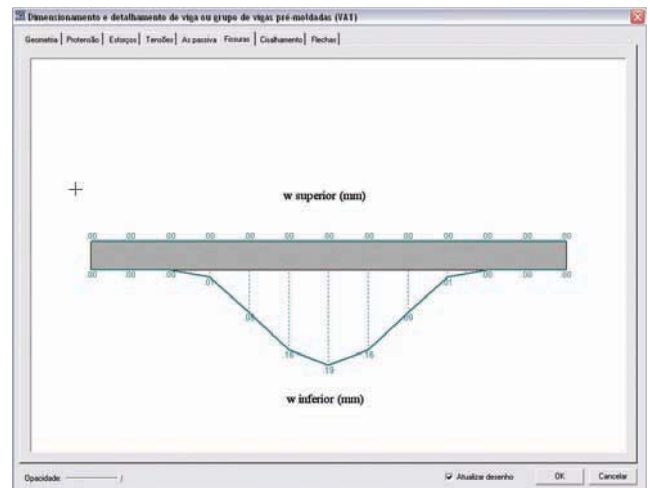 Dimensionamento e detalhamento de viga ou grupo de vigas pré-moldadas (VA1)
Geometria Protensão Esforços Tensões As passiva Fissuras Cisalhamento Flechas
w superior (mm)
.00 .00 .00 .00 .00 .00 .00 .00 .00 .00 .00 .00 .00
.00 .00 .00 .01 .09 .16 .19 .16 .09 .01 .00 .00 .00
w inferior (mm)
Opacidade: Atualizar desenho OK Cancelar